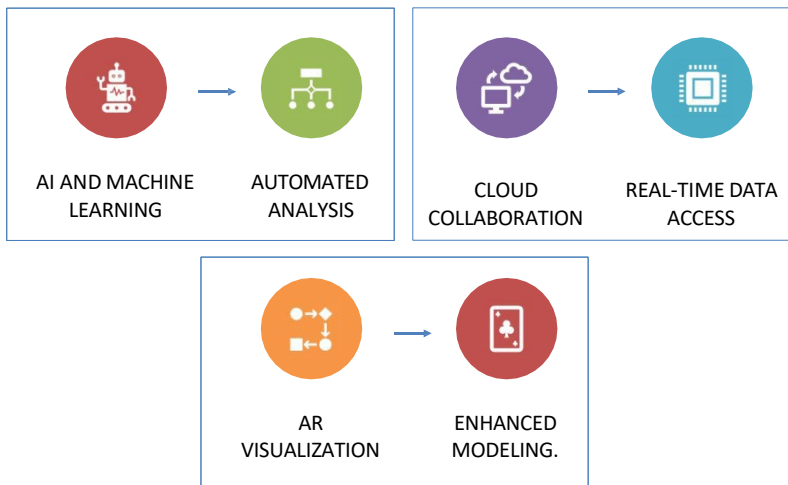 AI AND MACHINE
LEARNING
AUTOMATED
ANALYSIS
CLOUD
COLLABORATION
REAL-TIME DATA
ACCESS
AR
VISUALIZATION
ENHANCED
MODELING.